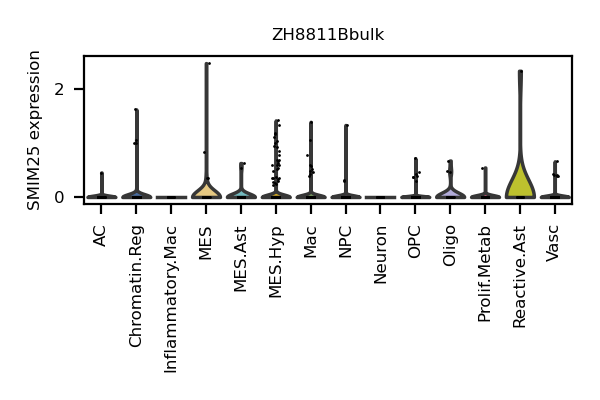 ZH8811Bbulk
SMIM25 expression
2
0
AC
Chromatin.Reg
Inflammatory.Mac
MES
MES.Ast
MES.Hyp
Mac
NPC
Neuron
OPC
Oligo
Prolif.Metab
Reactive.Ast
Vasc